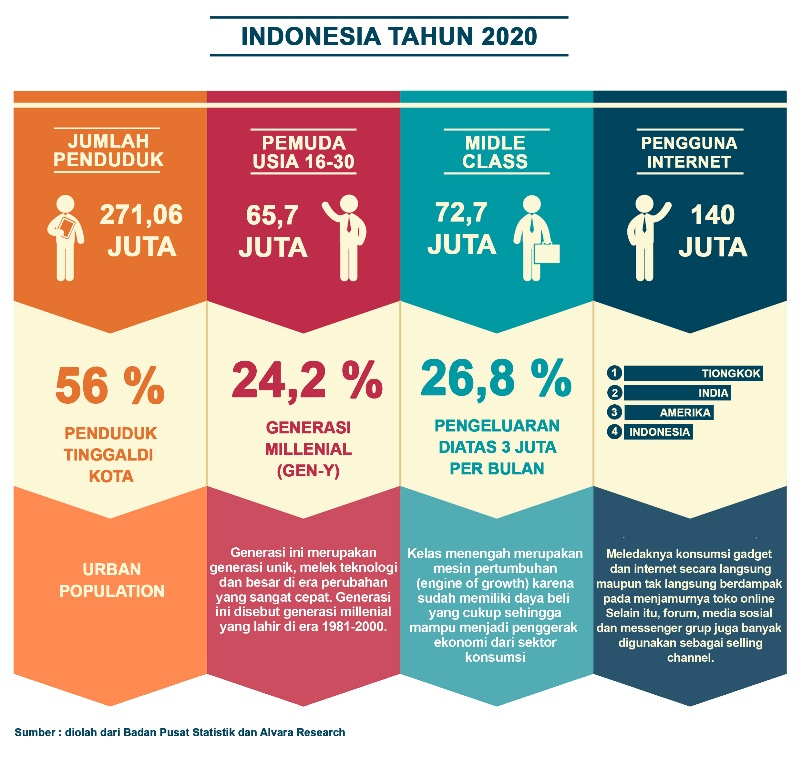 INDONESIA TAHUN 2020
JUMLAH
PENDUDUK
271,06
JUTA
56 %
PENDUDUK
TINGGALDI
KOTA
URBAN
POPULATION
PEMUDA
USIA 16-30
65,7
JUTA
24,2 %
GENERASI
MILLENIAL
(GEN-Y)
Generasi ini merupakan
generasi unik, melek teknologi
dan besar di era perubahan
yang sangat cepat. Generasi
ini disebut generasi millenial
yang lahir di era 1981-2000.
MIDLE
CLASS
72,7
JUTA
26,8 %
PENGELUARAN
DIATAS 3 JUTA
PER BULAN
Kelas menengah merupakan
mesin pertumbuhan
(engine of growth) karena
sudah memiliki daya beli
yang cukup sehingga
mampu menjadi penggerak
ekonomi dari sektor
konsumsi
PENGGUNA
INTERNET
140
JUTA
1 TIONGKOK
2 INDIA
3 AMERIKA
4 INDONESIA
Meledaknya konsumsi gadget
dan internet secara langsung
maupun tak langsung berdampak
pada menjamurnya toko online
Selain itu, forum, media sosial
dan messenger grup juga banyak
digunakan sebagai selling
channel.
Sumber : diolah dari Badan Pusat Statistik dan Alvara Research